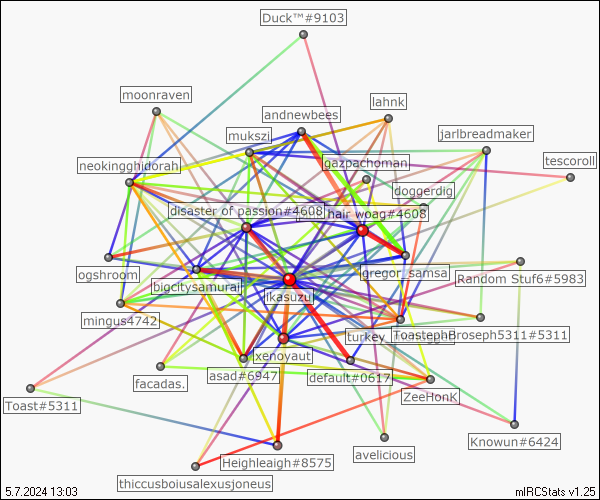 Duck™#9103
moonraven
lahnk
andnewbees
mukszi
jarlbreadmaker
neokingghidorah
gazpachoman
tescoroll
doggerdig
disaster of passion#4608
hair woag#4608
ogshroom
gregor_samsa
Random Stuf6#5983
bigcitysamurai
ikasuzu
mingus4742
turkey
ToastephBroseph5311#5311
xenoyaut
facadas.
asad#6947
default#0617
ZeeHonK
Toast#5311
Knowun#6424
avelicious
Heighleaigh#8575
thiccusboiusalexusjoneus
5.7.2024 13:03
mIRCStats v1.25